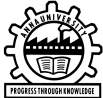 ANNA UNIVERSITY
PROGRESS THROUGH KNOWLEDGE